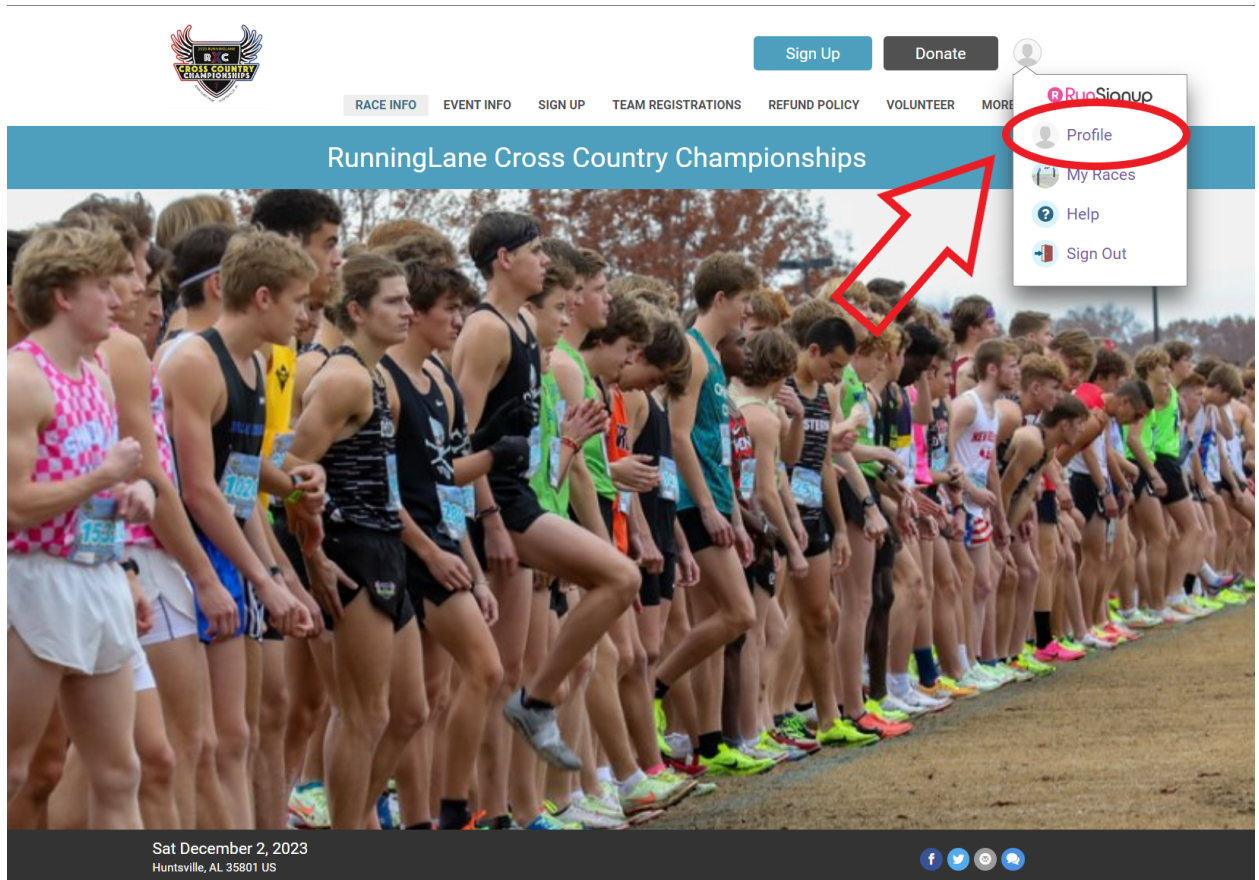 RXC
CROSS COUNTRY
CHAMPIONSHIPS
Sign Up
Donate
RACE INFO
EVENT INFO
SIGN UP
TEAM REGISTRATIONS
REFUND POLICY
VOLUNTEER
MORE
RunSignup
Profile
My Races
Help
Sign Out
RunningLane Cross Country Championships
Sat December 2, 2023
Huntsville, AL 35801 US